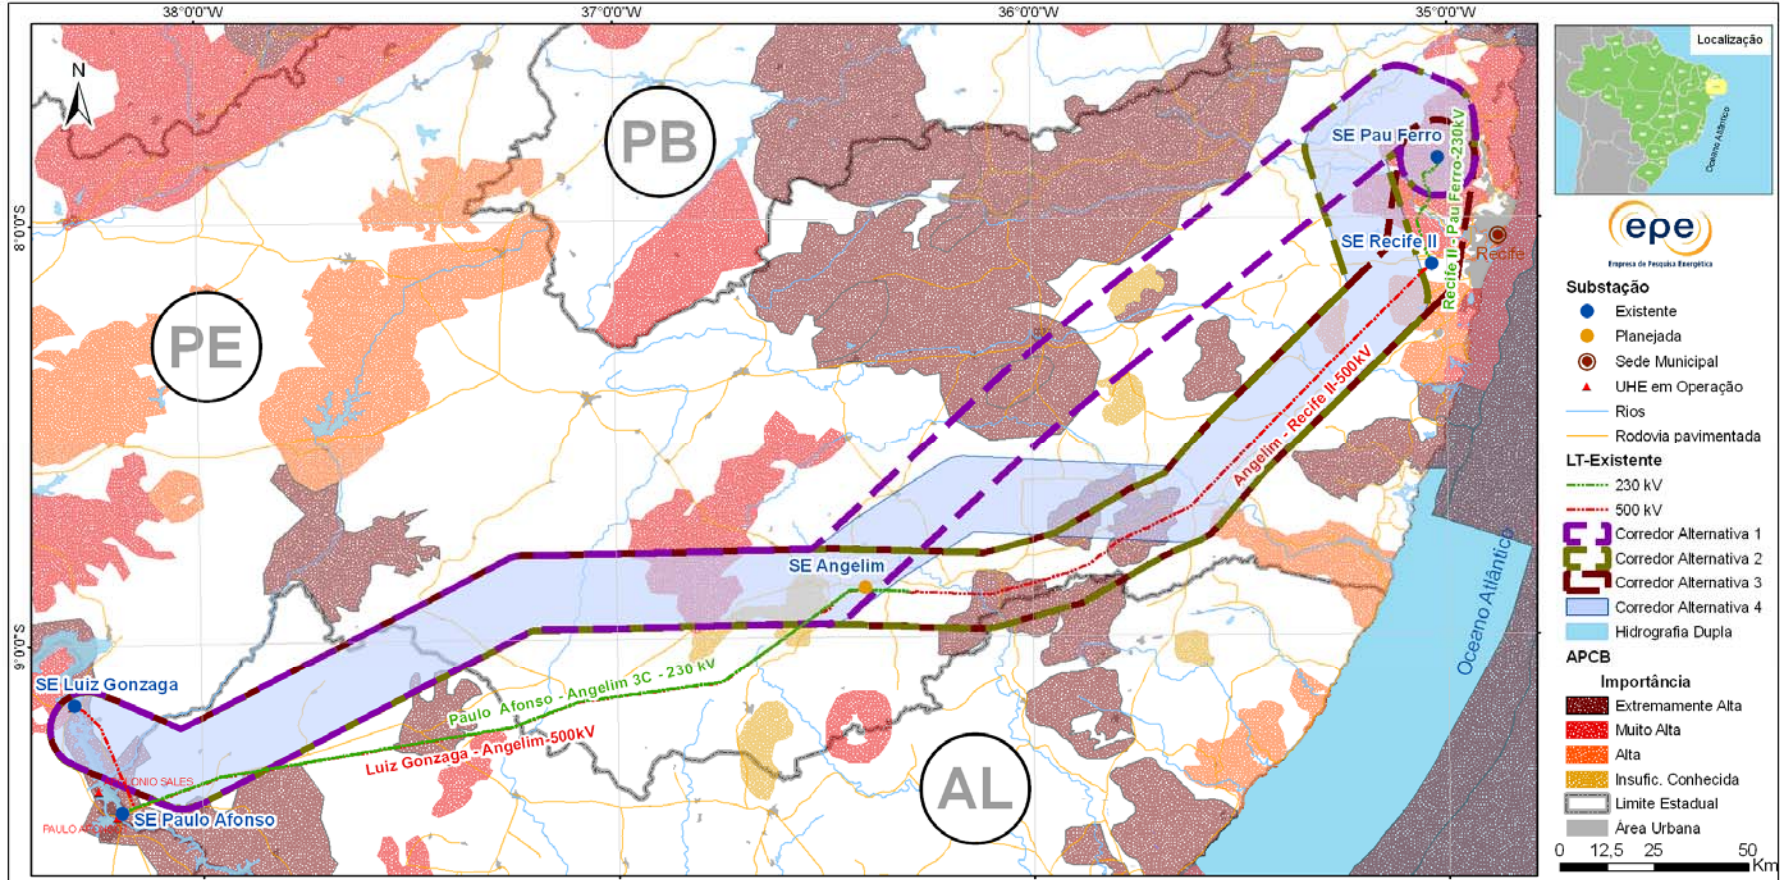 38°0'0"W
37°0'0"W
36°0'0"W
35°0'0"W
8°0'0"S
9°0'0"S
N
PB
PE
AL
SE Pau Ferro
SE Recife II
Recife
Recife II - Pau Ferro-230kV
Angelim - Recife II-500kV
SE Angelim
SE Luiz Gonzaga
Paulo Afonso - Angelim 3C - 230 kV
Luiz Gonzaga - Angelim-500kV
SE Paulo Afonso
Oceano Atlântico
Localização
Oceano Atlântico
epe
Empresa de Pesquisa Energética
Substação
Existente
Planejada
Sede Municipal
UHE em Operação
Rios
Rodovia pavimentada
LT-Existente
230 kV
500 kV
Corredor Alternativa 1
Corredor Alternativa 2
Corredor Alternativa 3
Corredor Alternativa 4
Hidrografia Dupla
APCB
Importância
Extremamente Alta
Muito Alta
Alta
Insufic. Conhecida
Limite Estadual
Área Urbana
0 12,5 25 50
Km